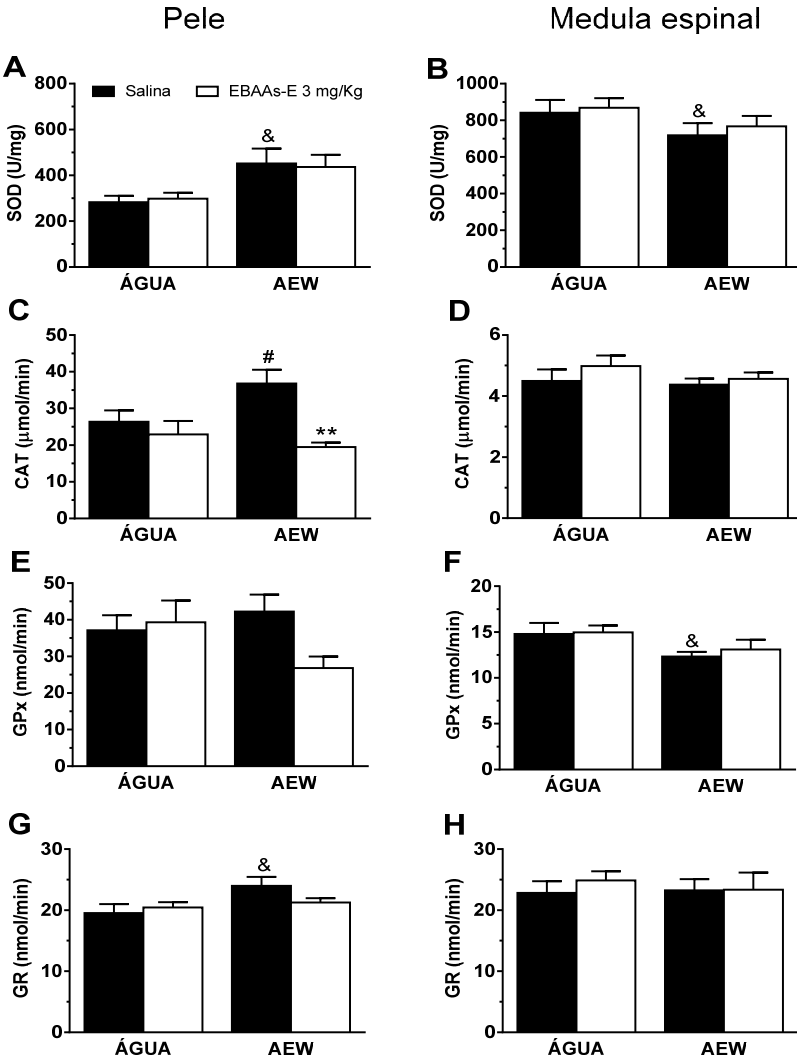 Pele
Medula espinal
A
Salina
EBAAs-E 3 mg/Kg
SOD (U/mg)
800
600
400
200
0
&
ÁGUA
AEW
B
SOD (U/mg)
1000
800
600
400
200
0
&
ÁGUA
AEW
C
CAT (μmol/min)
50
40
30
20
10
0
#
**
ÁGUA
AEW
D
CAT (μmol/min)
6
4
2
0
ÁGUA
AEW
E
GPx (nmol/min)
50
40
30
20
10
0
ÁGUA
AEW
F
GPx (nmol/min)
20
15
10
5
0
&
ÁGUA
AEW
G
GR (nmol/min)
30
20
10
0
&
ÁGUA
AEW
H
GR (nmol/min)
30
20
10
0
ÁGUA
AEW